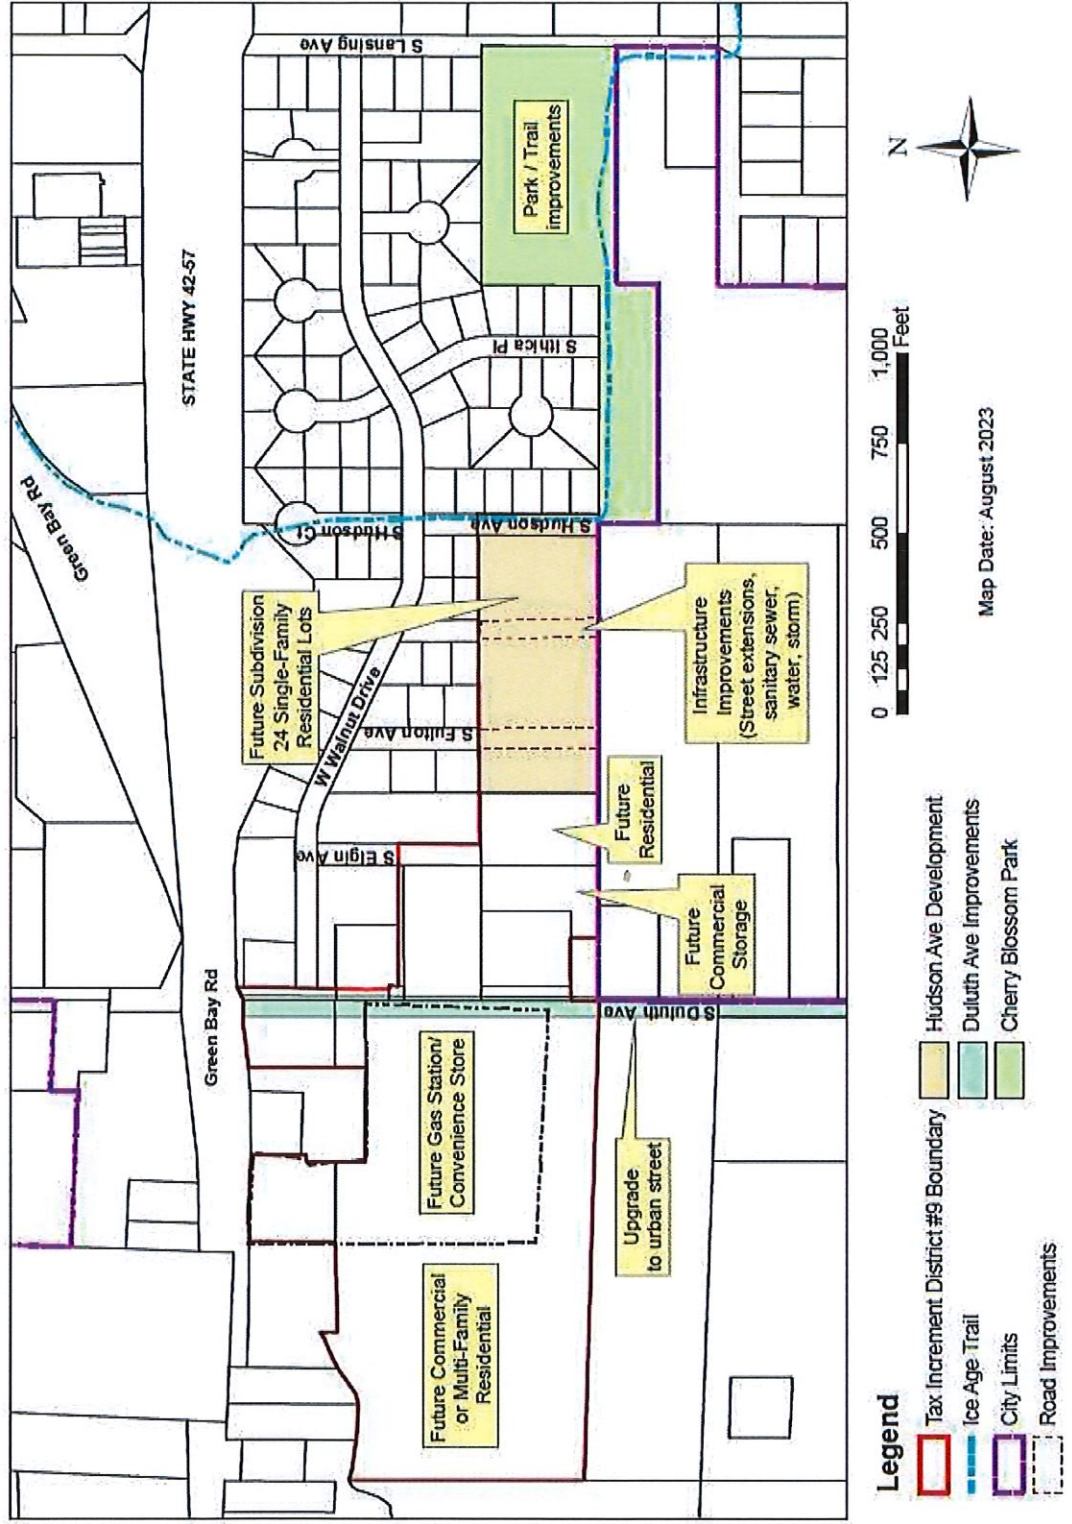 S Lansing Ave
Park / Trail
improvements
STATE HWY 42-57
S Ithica Pl
Green Bay Rd
S Hudson Ct
S Hudson Ave
Future Subdivision
24 Single-Family
Residential Lots
W Walnut Drive
S Fulton Ave
Infrastructure
Improvements
(Street extensions,
sanitary sewer,
water, storm)
S Elgin Ave
Future
Residential
Future
Commercial
Storage
Green Bay Rd
S Duluth Ave
Future Gas Station/
Convenience Store
Upgrade
to urban street
Future Commercial
or Multi-Family
Residential
N
0 125 250 500 750 1,000
Feet
Map Date: August 2023
Legend
Tax Increment District #9 Boundary
Ice Age Trail
City Limits
Road Improvements
Hudson Ave Development
Duluth Ave Improvements
Cherry Blossom Park